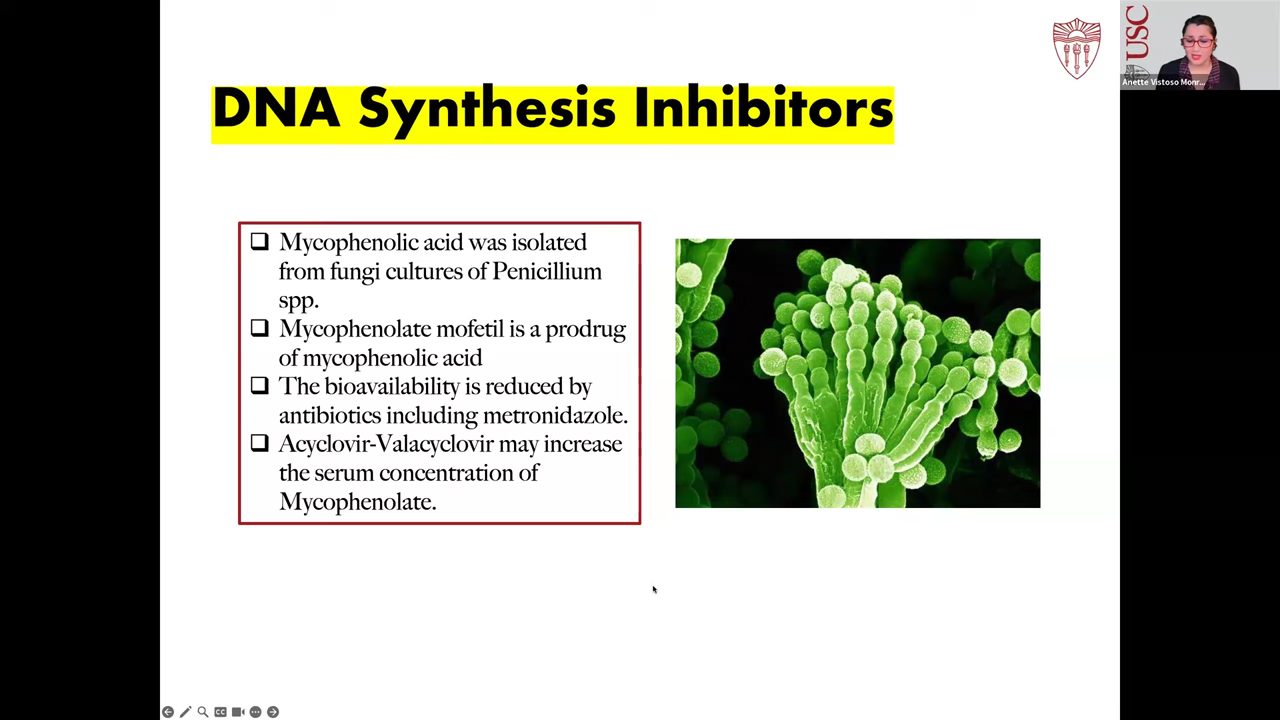 USC
Anette Vistoso Monr...
DNA Synthesis Inhibitors
❑ Mycophenolic acid was isolated
from fungi cultures of Penicillium
spp.
❑ Mycophenolate mofetil is a prodrug
of mycophenolic acid
❑ The bioavailability is reduced by
antibiotics including metronidazole.
❑ Acyclovir-Valacyclovir may increase
the serum concentration of
Mycophenolate.
CC